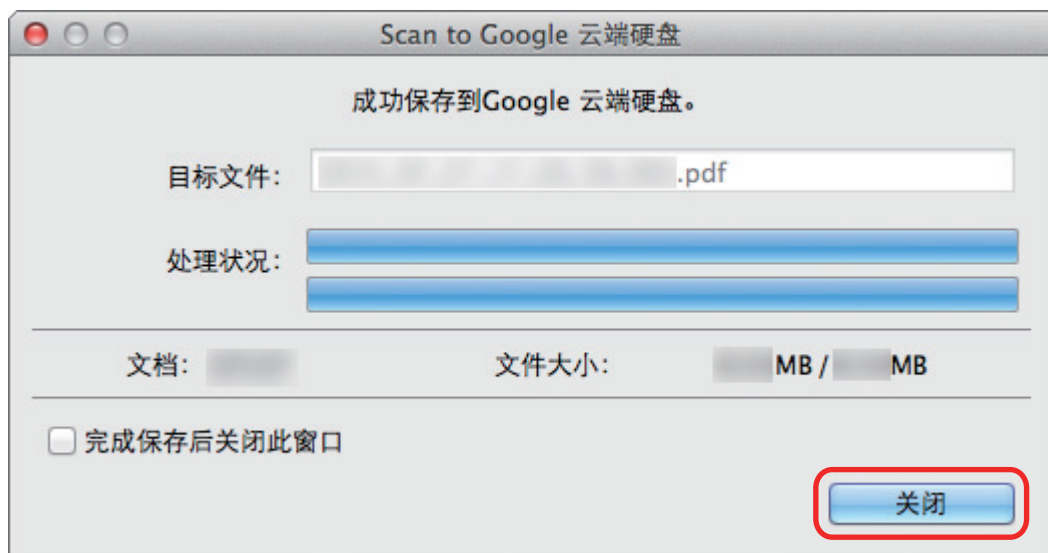 Scan to Google 云端硬盘
成功保存到Google 云端硬盘。
目标文件: .pdf
处理状况:
文档: 文件大小: MB / MB
完成保存后关闭此窗口
关闭